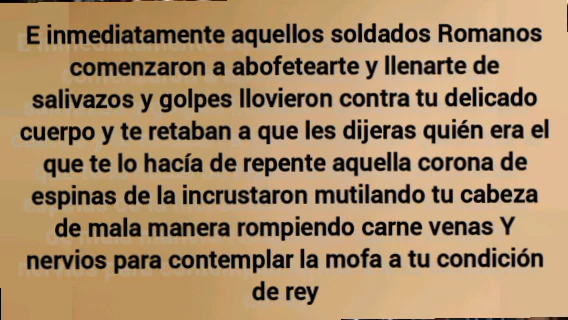 E inmediatamente aquellos soldados Romanos
comenzaron a abofetearte y llenarte de
salivazos y golpes llovieron contra tu delicado
cuerpo y te retaban a que les dijeras quién era el
que te lo hacía de repente aquella corona de
espinas de la incrustaron mutilando tu cabeza
de mala manera rompiendo carne venas Y
nervios para contemplar la mofa a tu condición
de rey